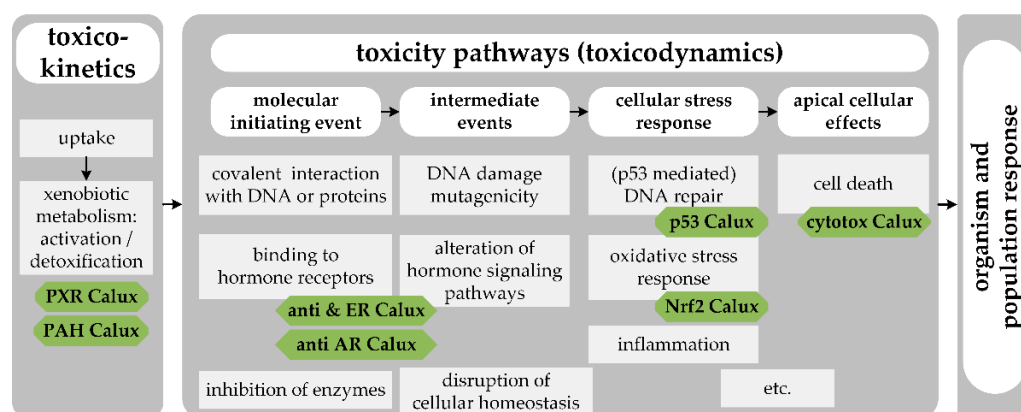 toxico-
kinetics
uptake
xenobiotic
metabolism:
activation /
detoxification
PXR Calux
PAH Calux
toxicity pathways (toxicodynamics)
molecular
initiating event
intermediate
events
cellular stress
response
apical cellular
effects
covalent interaction
with DNA or proteins
DNA damage
mutagenicity
(p53 mediated)
DNA repair
p53 Calux
cell death
cytotox Calux
binding to
hormone receptors
alteration of
hormone signaling
pathways
oxidative stress
response
Nrf2 Calux
anti & ER Calux
anti AR Calux
inflammation
inhibition of enzymes
disruption of
cellular homeostasis
etc.
organism and
population response